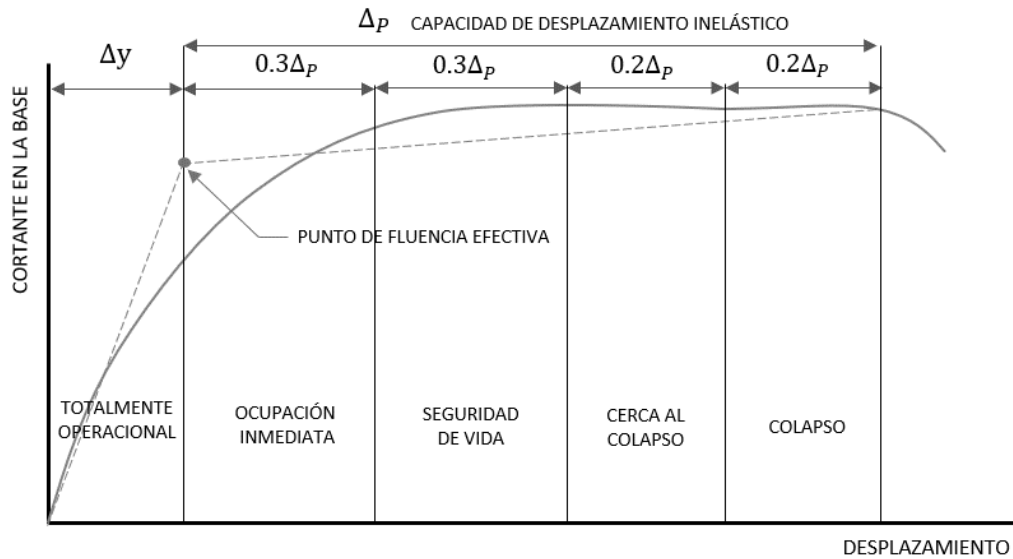 Δ_P CAPACIDAD DE DESPLAZAMIENTO INELÁSTICO
Δy
0.3Δ_P
0.3Δ_P
0.2Δ_P
0.2Δ_P
CORTANTE EN LA BASE
PUNTO DE FLUENCIA EFECTIVA
TOTALMENTE
OPERACIONAL
OCUPACIÓN
INMEDIATA
SEGURIDAD
DE VIDA
CERCA AL
COLAPSO
COLAPSO
DESPLAZAMIENTO